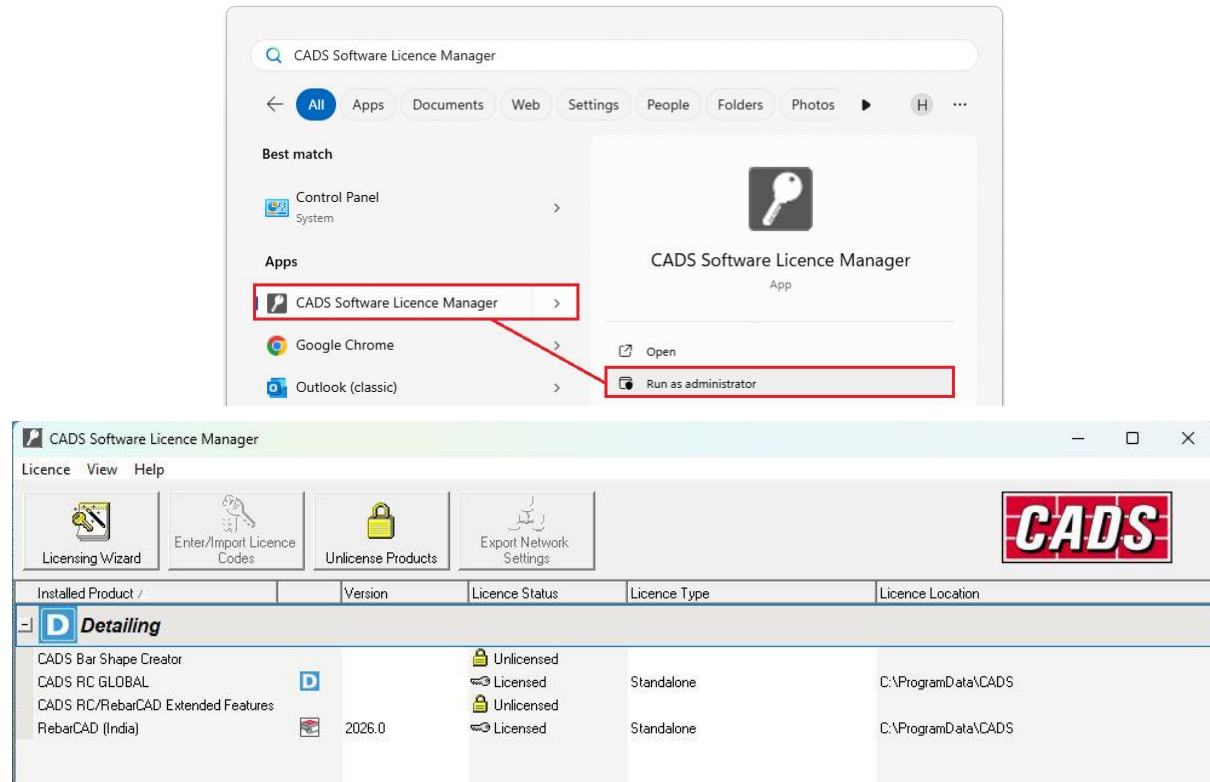 CADS Software Licence Manager
All Apps Documents Web Settings People Folders Photos H ...
Best match
Control Panel
System
Apps
CADS Software Licence Manager
Google Chrome
Outlook (classic)
CADS Software Licence Manager
App
Open
Run as administrator
CADS Software Licence Manager
Licence View Help
Licensing Wizard
Enter/Import Licence
Codes
Unlicense Products
Export Network
Settings
CADS
Installed Product / Version Licence Status Licence Type Licence Location
D Detailing
CADS Bar Shape Creator Unlicensed
CADS RC GLOBAL D Licensed Standalone C:\ProgramData\CADS
CADS RC/RebarCAD Extended Features Unlicensed
RebarCAD (India) 2026.0 Licensed Standalone C:\ProgramData\CADS